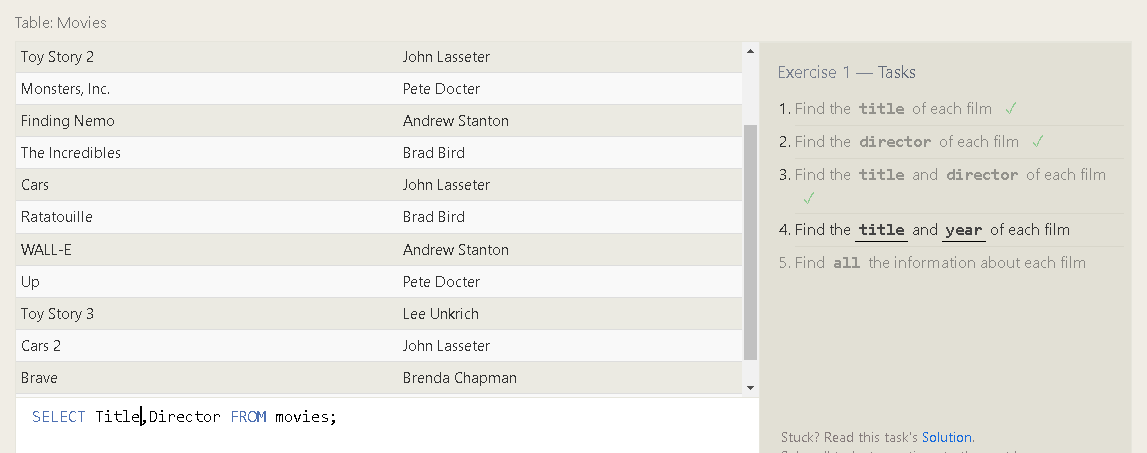 Table: Movies
Toy Story 2 John Lasseter
Monsters, Inc. Pete Docter
Finding Nemo Andrew Stanton
The Incredibles Brad Bird
Cars John Lasseter
Ratatouille Brad Bird
WALL-E Andrew Stanton
Up Pete Docter
Toy Story 3 Lee Unkrich
Cars 2 John Lasseter
Brave Brenda Chapman
SELECT Title,Director FROM movies;
Exercise 1 — Tasks
1. Find the title of each film ✓
2. Find the director of each film ✓
3. Find the title and director of each film
✓
4. Find the title and year of each film
5. Find all the information about each film
Stuck? Read this task's Solution.